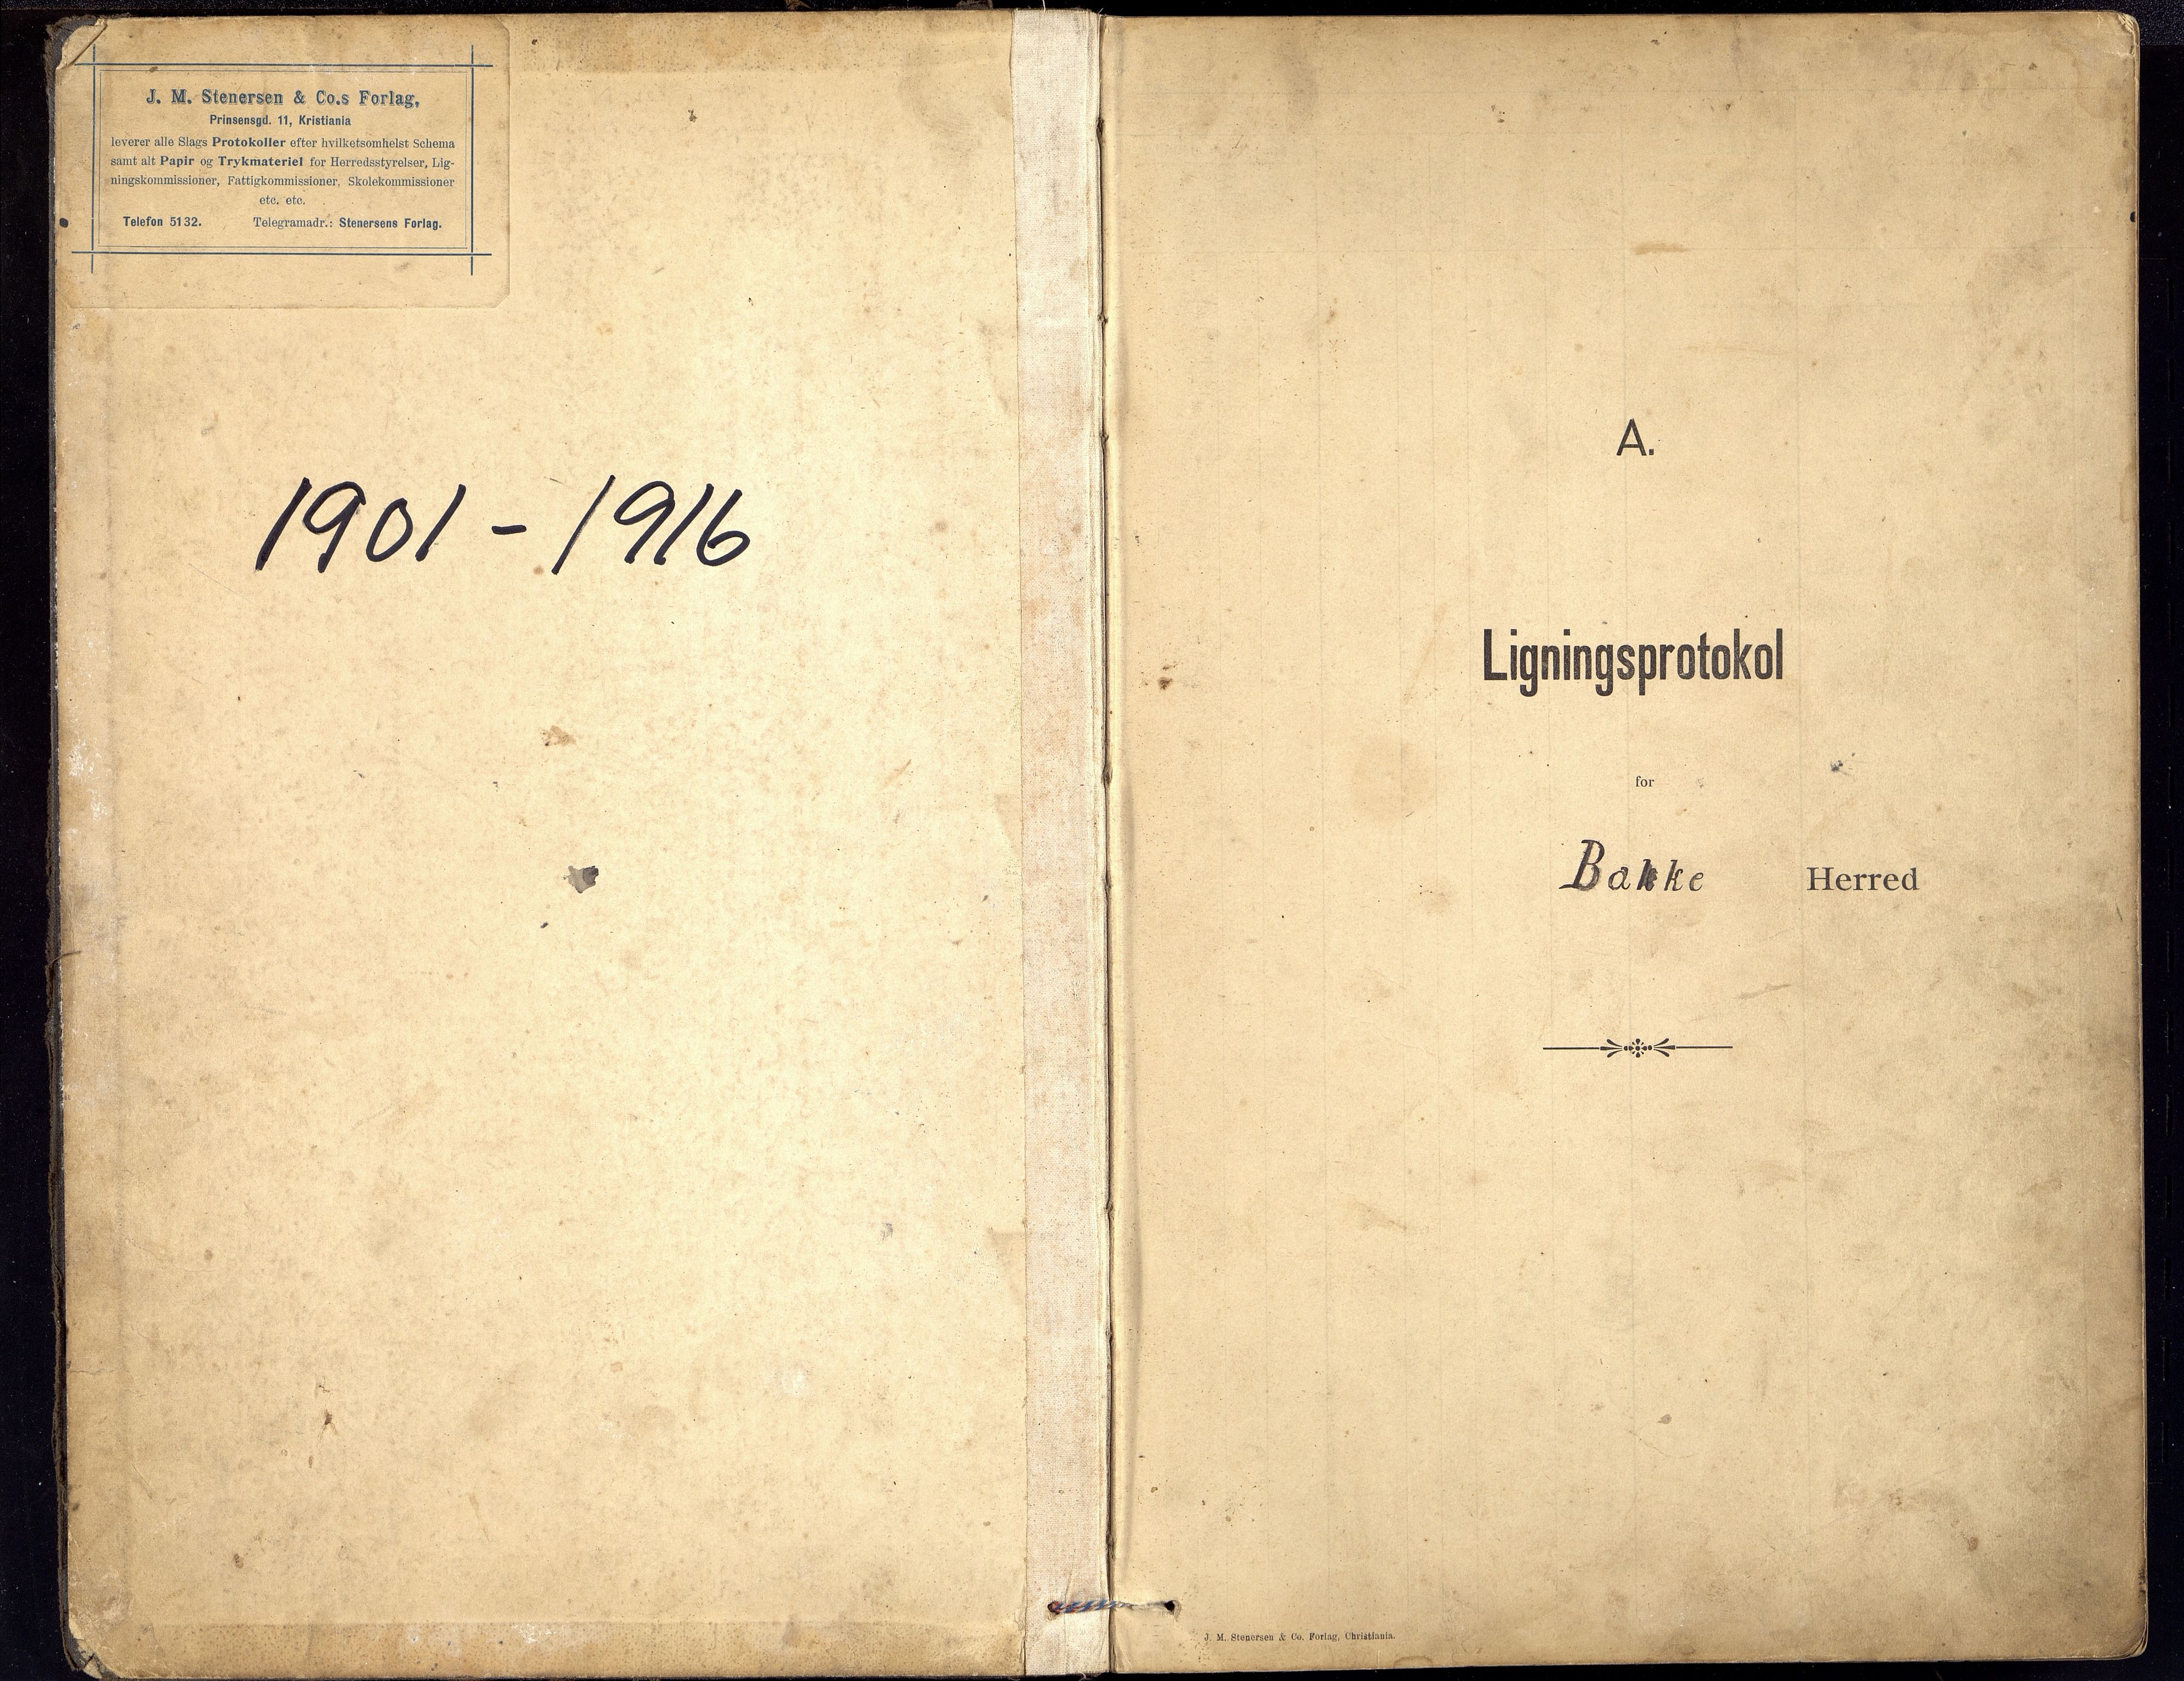 J. M. Stenersen & Co.s Forlag,
Prinsensgd. 11, Kristiania
leverer alle Slags Protokoller efter hvilketsomhelst Schema
samt alt Papir og Trykmateriel for Herredsstyrelser, Lig-
ningskommissioner, Fattigkommissioner, Skolekommissioner
etc. etc.
Telefon 5132. Telegramadr.: Stenersens Forlag.
1901 - 1916
A.
Ligningsprotokol
for
Bakke Herred
J. M. Stenersen & Co. Forlag, Christiania.